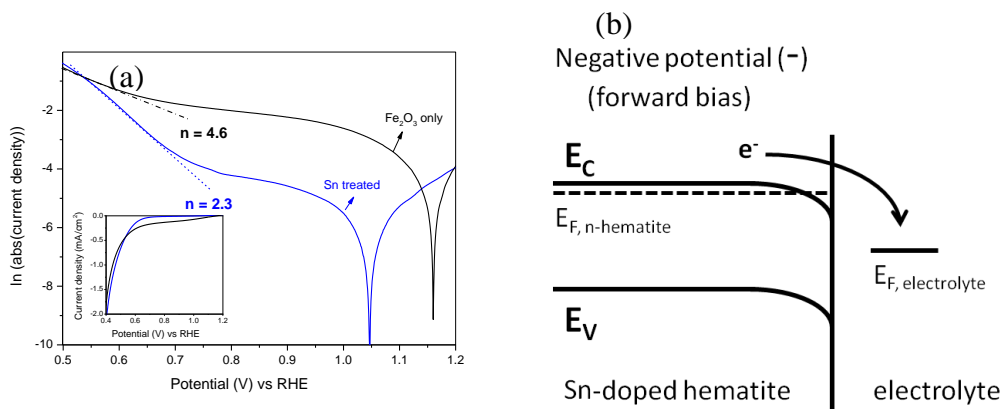 (a)
n = 4.6
Fe₂O₃ only
Sn treated
n = 2.3
ln (abs(current density))
-2
-4
-6
-8
-10
0.5 0.6 0.7 0.8 0.9 1.0 1.1 1.2
Potential (V) vs RHE
Current density (mA/cm²)
0.0
-0.5
-1.0
-1.5
-2.0
0.4 0.6 0.8 1.0 1.2
Potential (V) vs RHE
(b)
Negative potential (−)
(forward bias)
E_C
e⁻
E_F, n-hematite
E_F, electrolyte
E_V
Sn-doped hematite electrolyte